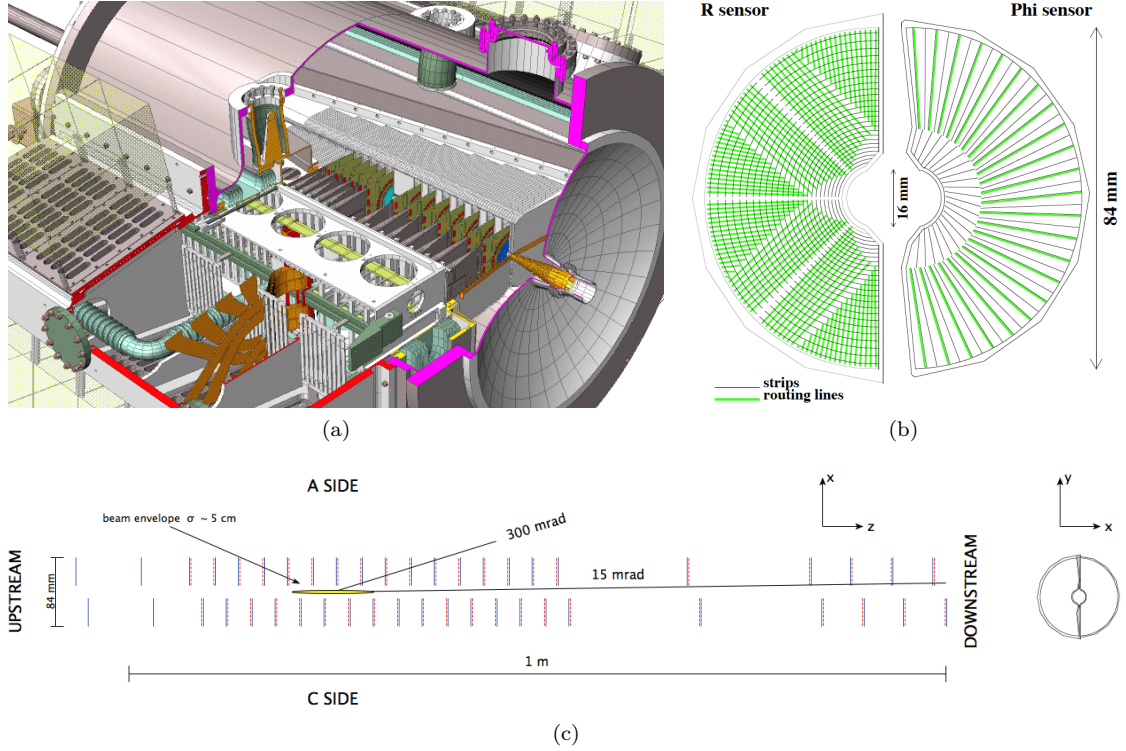 R sensor
Phi sensor
16 mm
84 mm
strips
routing lines
(a)
(b)
A SIDE
beam envelope σ ~ 5 cm
300 mrad
15 mrad
UPSTREAM
84 mm
DOWNSTREAM
x
z
y
x
1 m
C SIDE
(c)